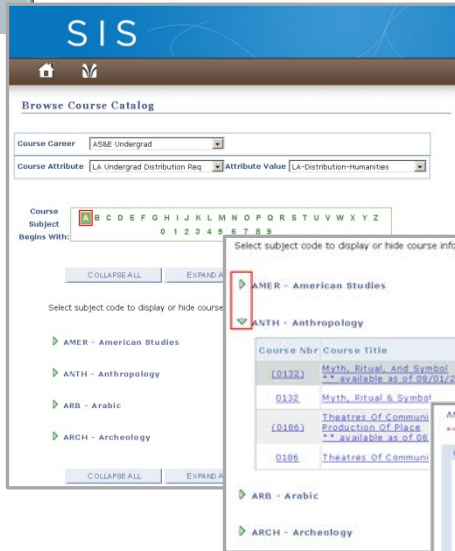 SIS
Browse Course Catalog
Course Career AS&E Undergrad
Course Attribute LA Undergrad Distribution Req Attribute Value LA-Distribution-Humanities
Course
Subject
Begins With:
A B C D E F G H I J K L M N O P Q R S T U V W X Y Z
0 1 2 3 4 5 6 7 8 9
COLLAPSE ALL EXPAND A
Select subject code to display or hide course
AMER - American Studies
ANTH - Anthropology
ARB - Arabic
ARCH - Archeology
COLLAPSE ALL EXPAND A
Select subject code to display or hide course info
AMER - American Studies
ANTH - Anthropology
Course Nbr Course Title
(0132) Myth, Ritual, And Symbol
** available as of 08/01/2
0132 Myth, Ritual & Symbol
(0186) Theatres Of Communi
Production Of Place
** available as of 08
0186 Theatres Of Communi
ARB - Arabic
ARCH - Archeology